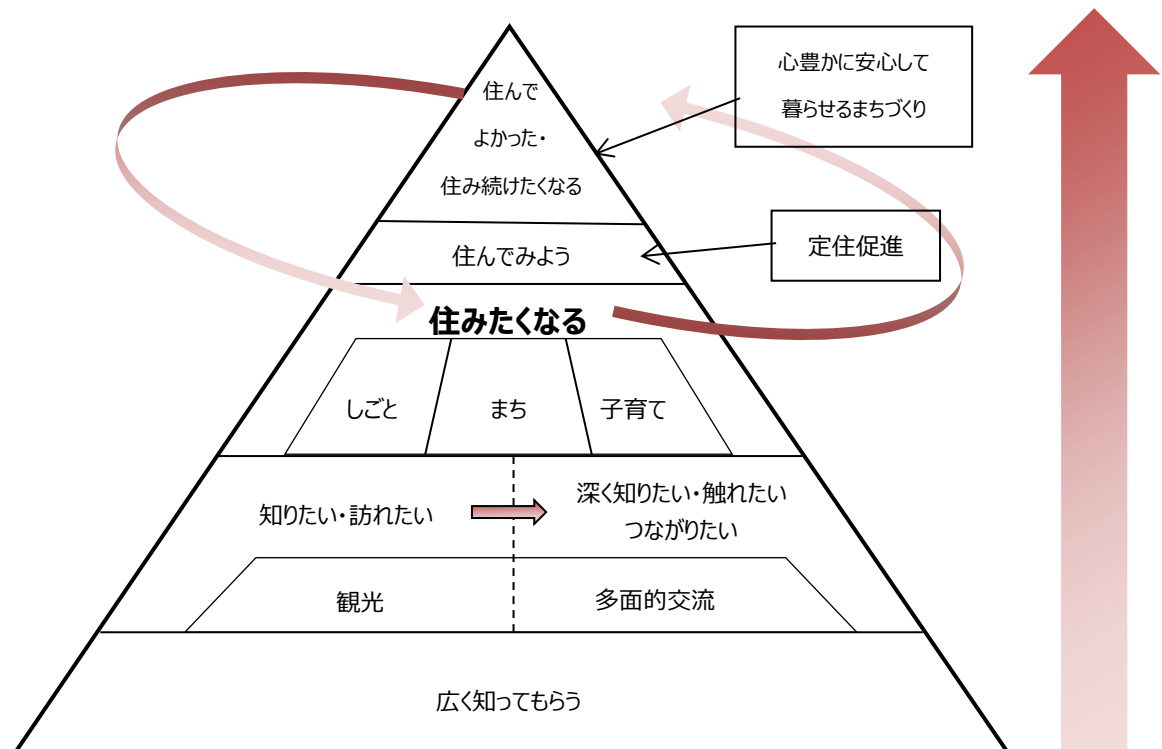 住んで
よかった・
住み続けたくなる
心豊かに安心して
暮らせるまちづくり
住んでみよう
定住促進
住みたくなる
しごと
まち
子育て
知りたい・訪れたい
深く知りたい・触れたい
つながりたい
観光
多面的交流
広く知ってもらう